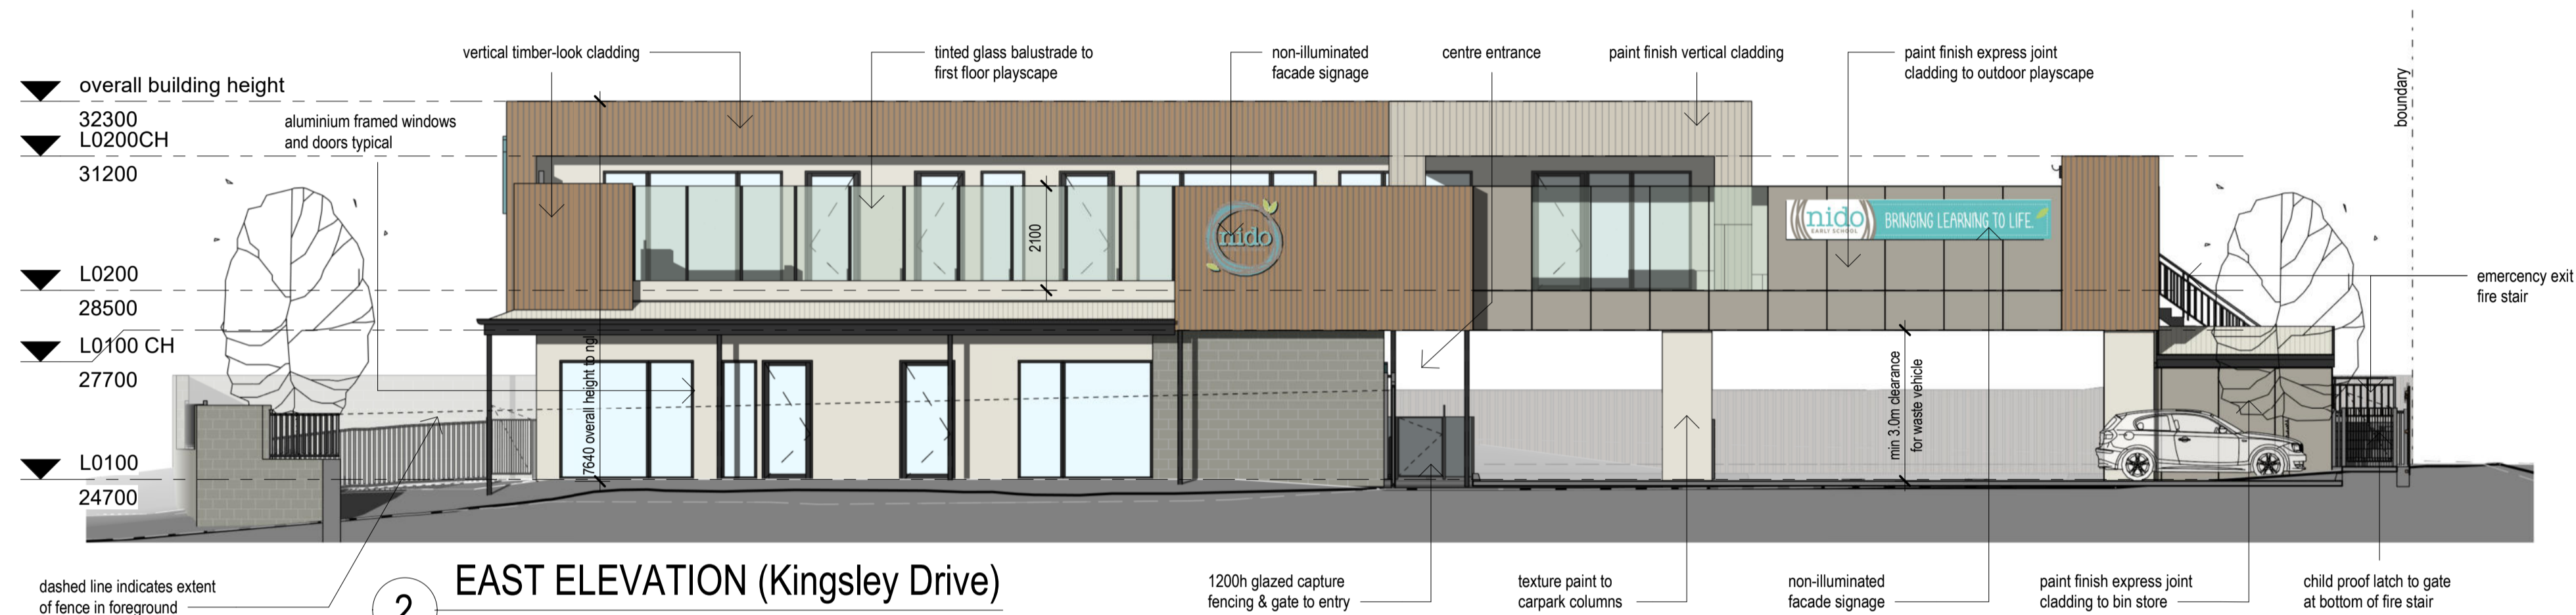 vertical timber-look cladding
tinted glass balustrade to
first floor playscape
non-illuminated
facade signage
centre entrance
paint finish vertical cladding
paint finish express joint
cladding to outdoor playscape
boundary
overall building height
32300
L0200CH
31200
aluminium framed windows
and doors typical
L0200
28500
L0100 CH
27700
L0100
24700
2100
nido
nido
EARLY SCHOOL
BRINGING LEARNING TO LIFE.
emercency exit
fire stair
7640 overall height to ngl
min 3.0m clearance
for waste vehicle
dashed line indicates extent
of fence in foreground
2
EAST ELEVATION (Kingsley Drive)
1200h glazed capture
fencing & gate to entry
texture paint to
carpark columns
non-illuminated
facade signage
paint finish express joint
cladding to bin store
child proof latch to gate
at bottom of fire stair